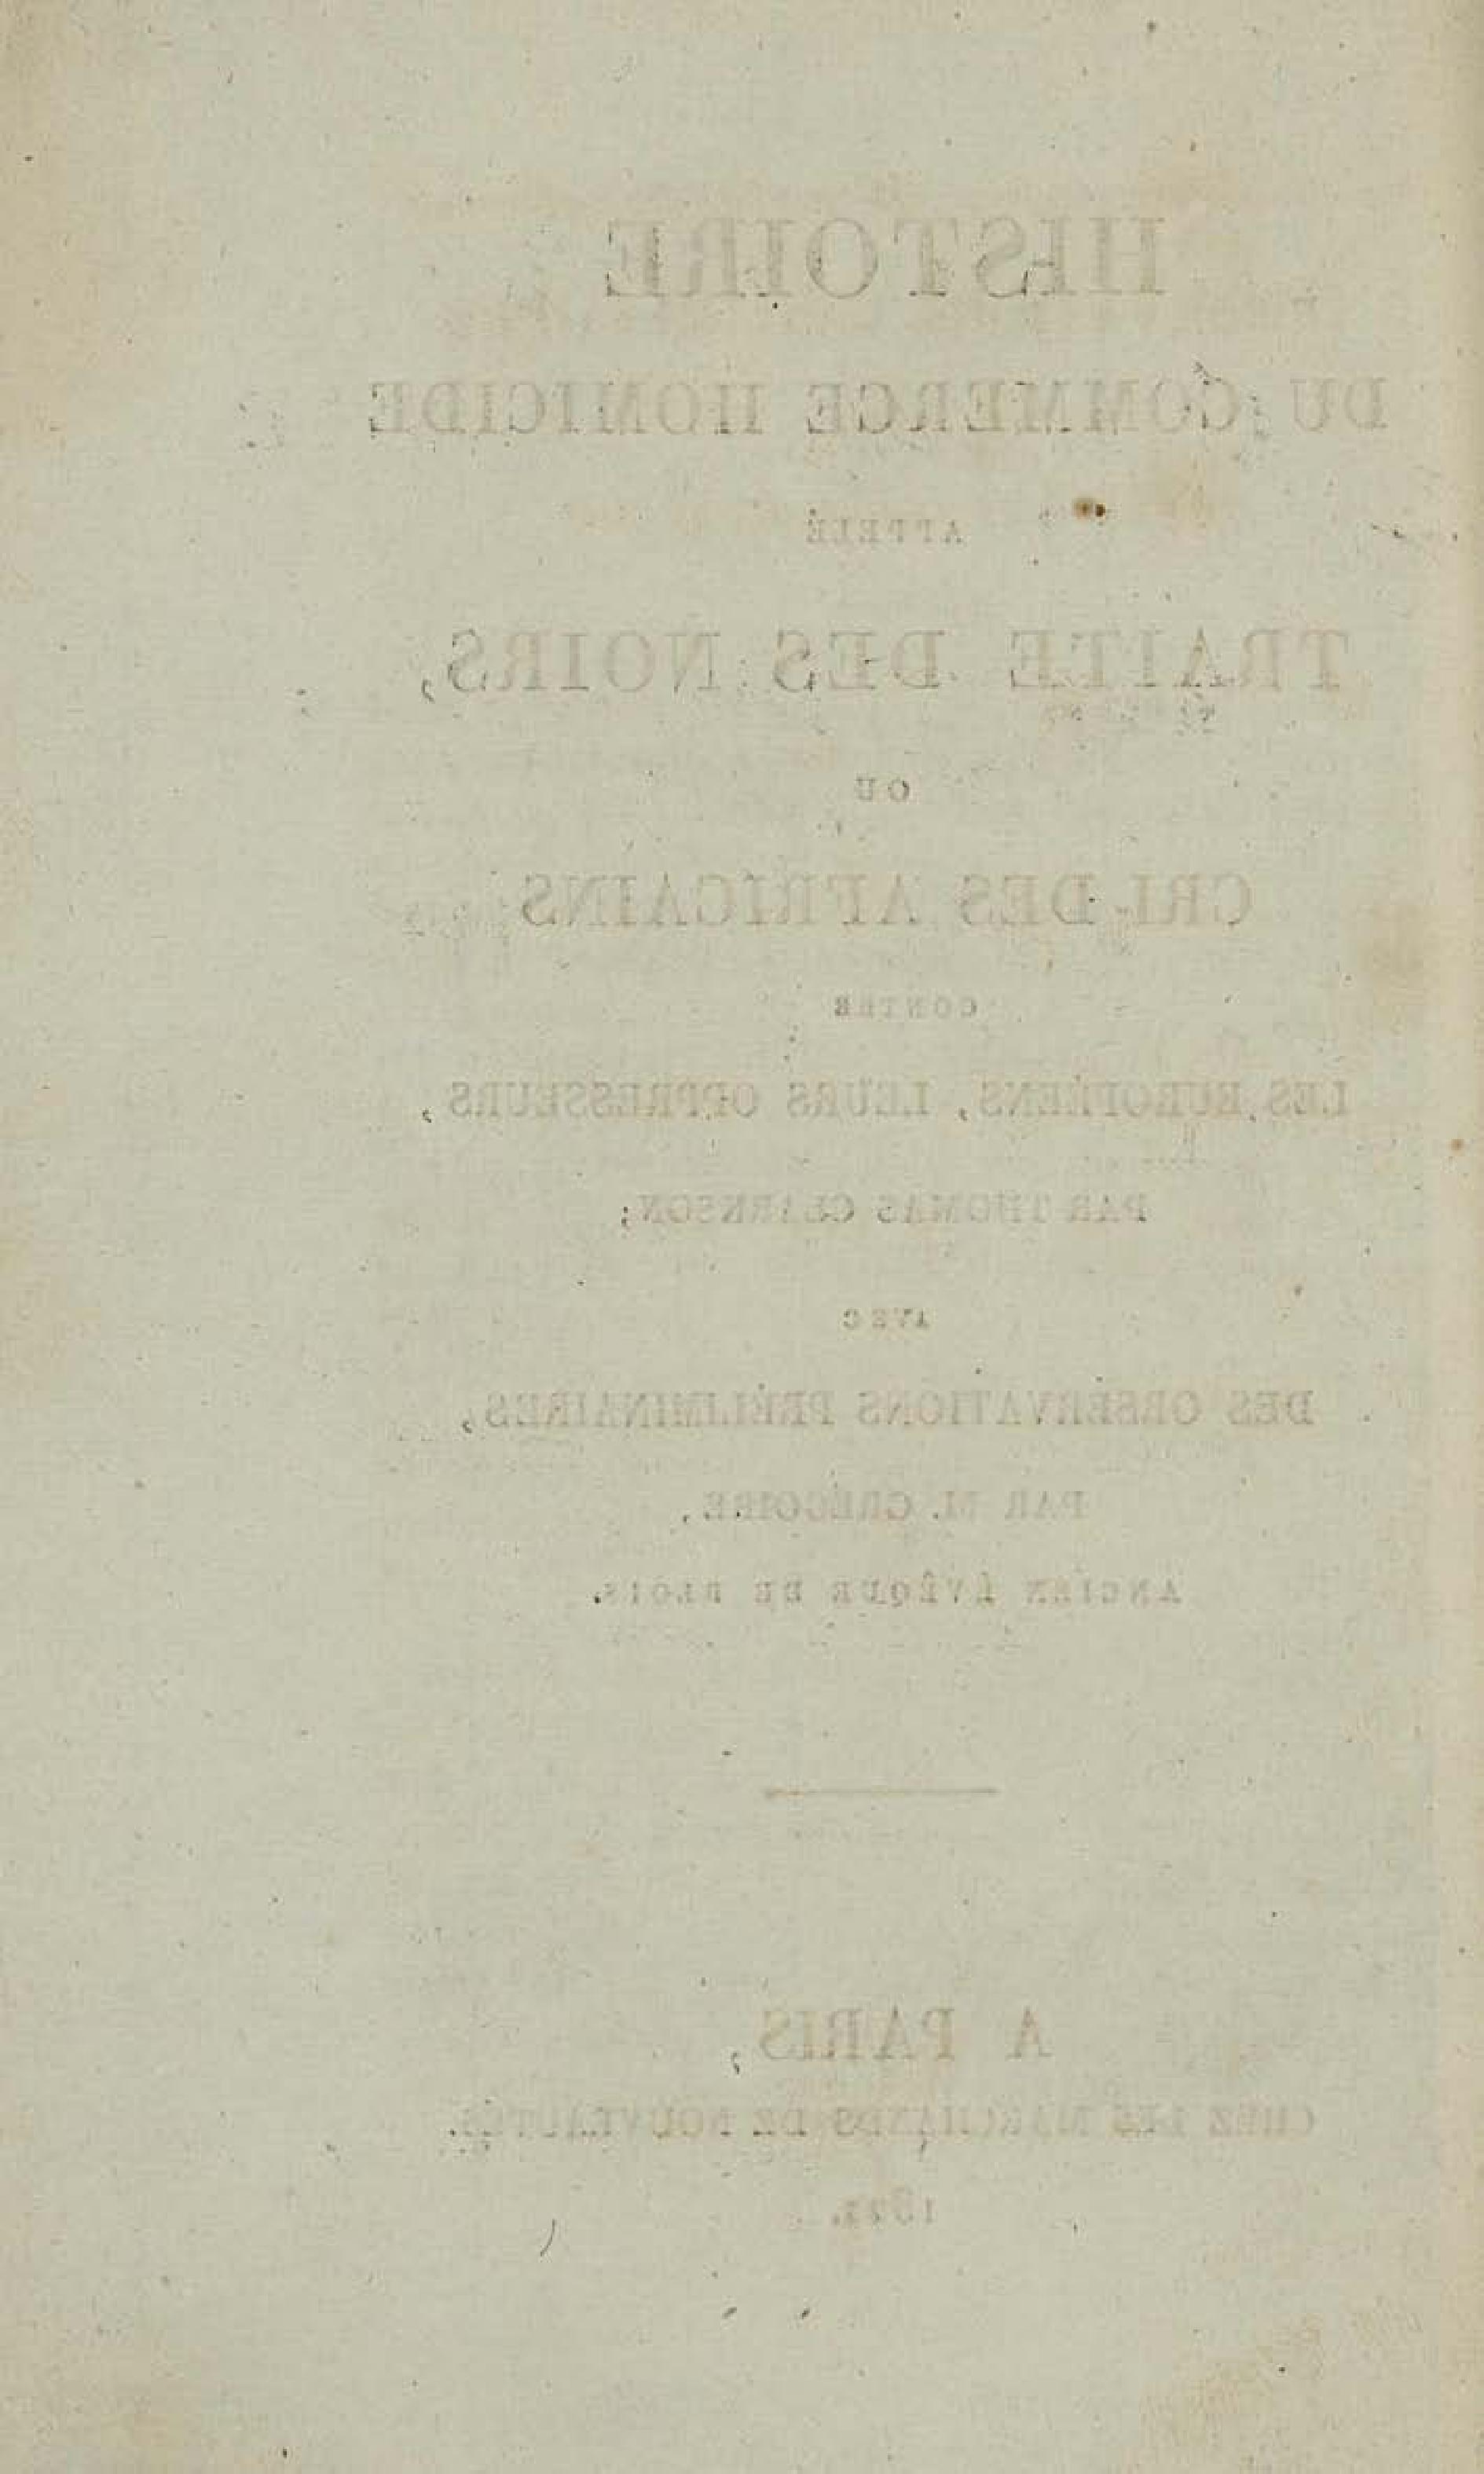 HISTOIRE
DU COMMERCE HOMICIDE
APPELÉ
TRAITE DES NOIRS,
OU
CRI DES AFRICAINS
CONTRE
LES EUROPÉENS, LEURS OPPRESSEURS,
PAR THOMAS CLARKSON;
AVEC
DES OBSERVATIONS PRÉLIMINAIRES,
PAR M. GRÉGOIRE,
ANCIEN ÉVÊQUE DE BLOIS.
A PARIS,
CHEZ LES MARCHANDS DE NOUVEAUTÉS.
1822.